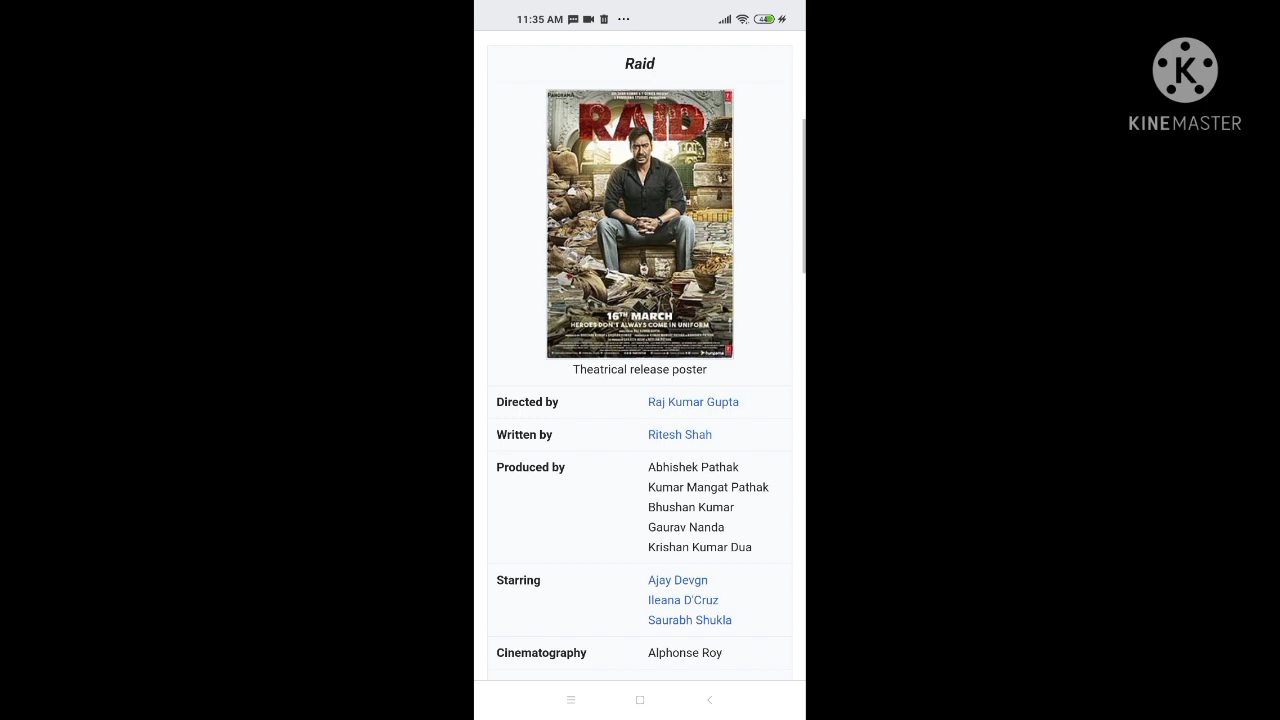 11:35 AM
44
K
KINEMASTER
Raid
PANORAMA
RAID
16TH MARCH
HEROES DON'T ALWAYS COME IN UNIFORM
Theatrical release poster
Directed by Raj Kumar Gupta
Written by Ritesh Shah
Produced by Abhishek Pathak
Kumar Mangat Pathak
Bhushan Kumar
Gaurav Nanda
Krishan Kumar Dua
Starring Ajay Devgn
Ileana D'Cruz
Saurabh Shukla
Cinematography Alphonse Roy